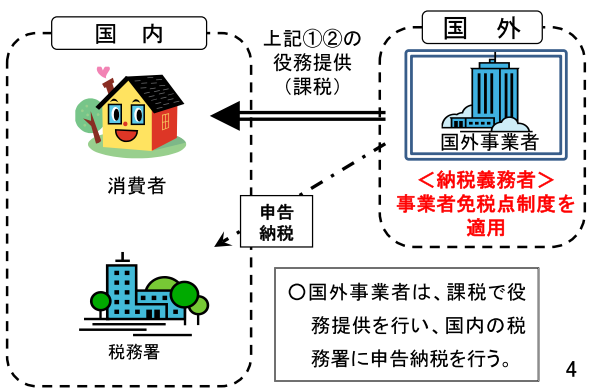 国 内
上記①②の
役務提供
（課税）
国 外
国外事業者
＜納税義務者＞
事業者免税点制度を
適用
消費者
申告
納税
税務署
○国外事業者は、課税で役
務提供を行い、国内の税
務署に申告納税を行う。
4